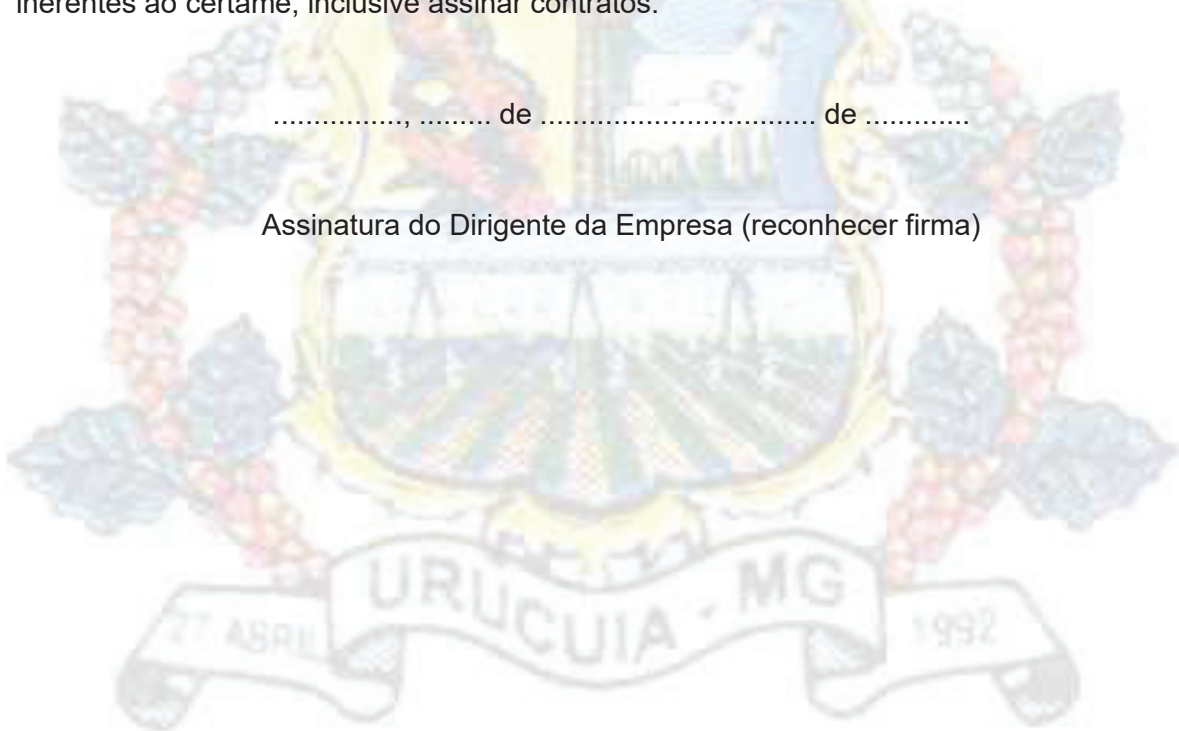 inerentes ao certame, inclusive assinar contratos.
................, ......... de .................................. de .............
Assinatura do Dirigente da Empresa (reconhecer firma)
URUCUIA - MG
27 ABRIL
1992